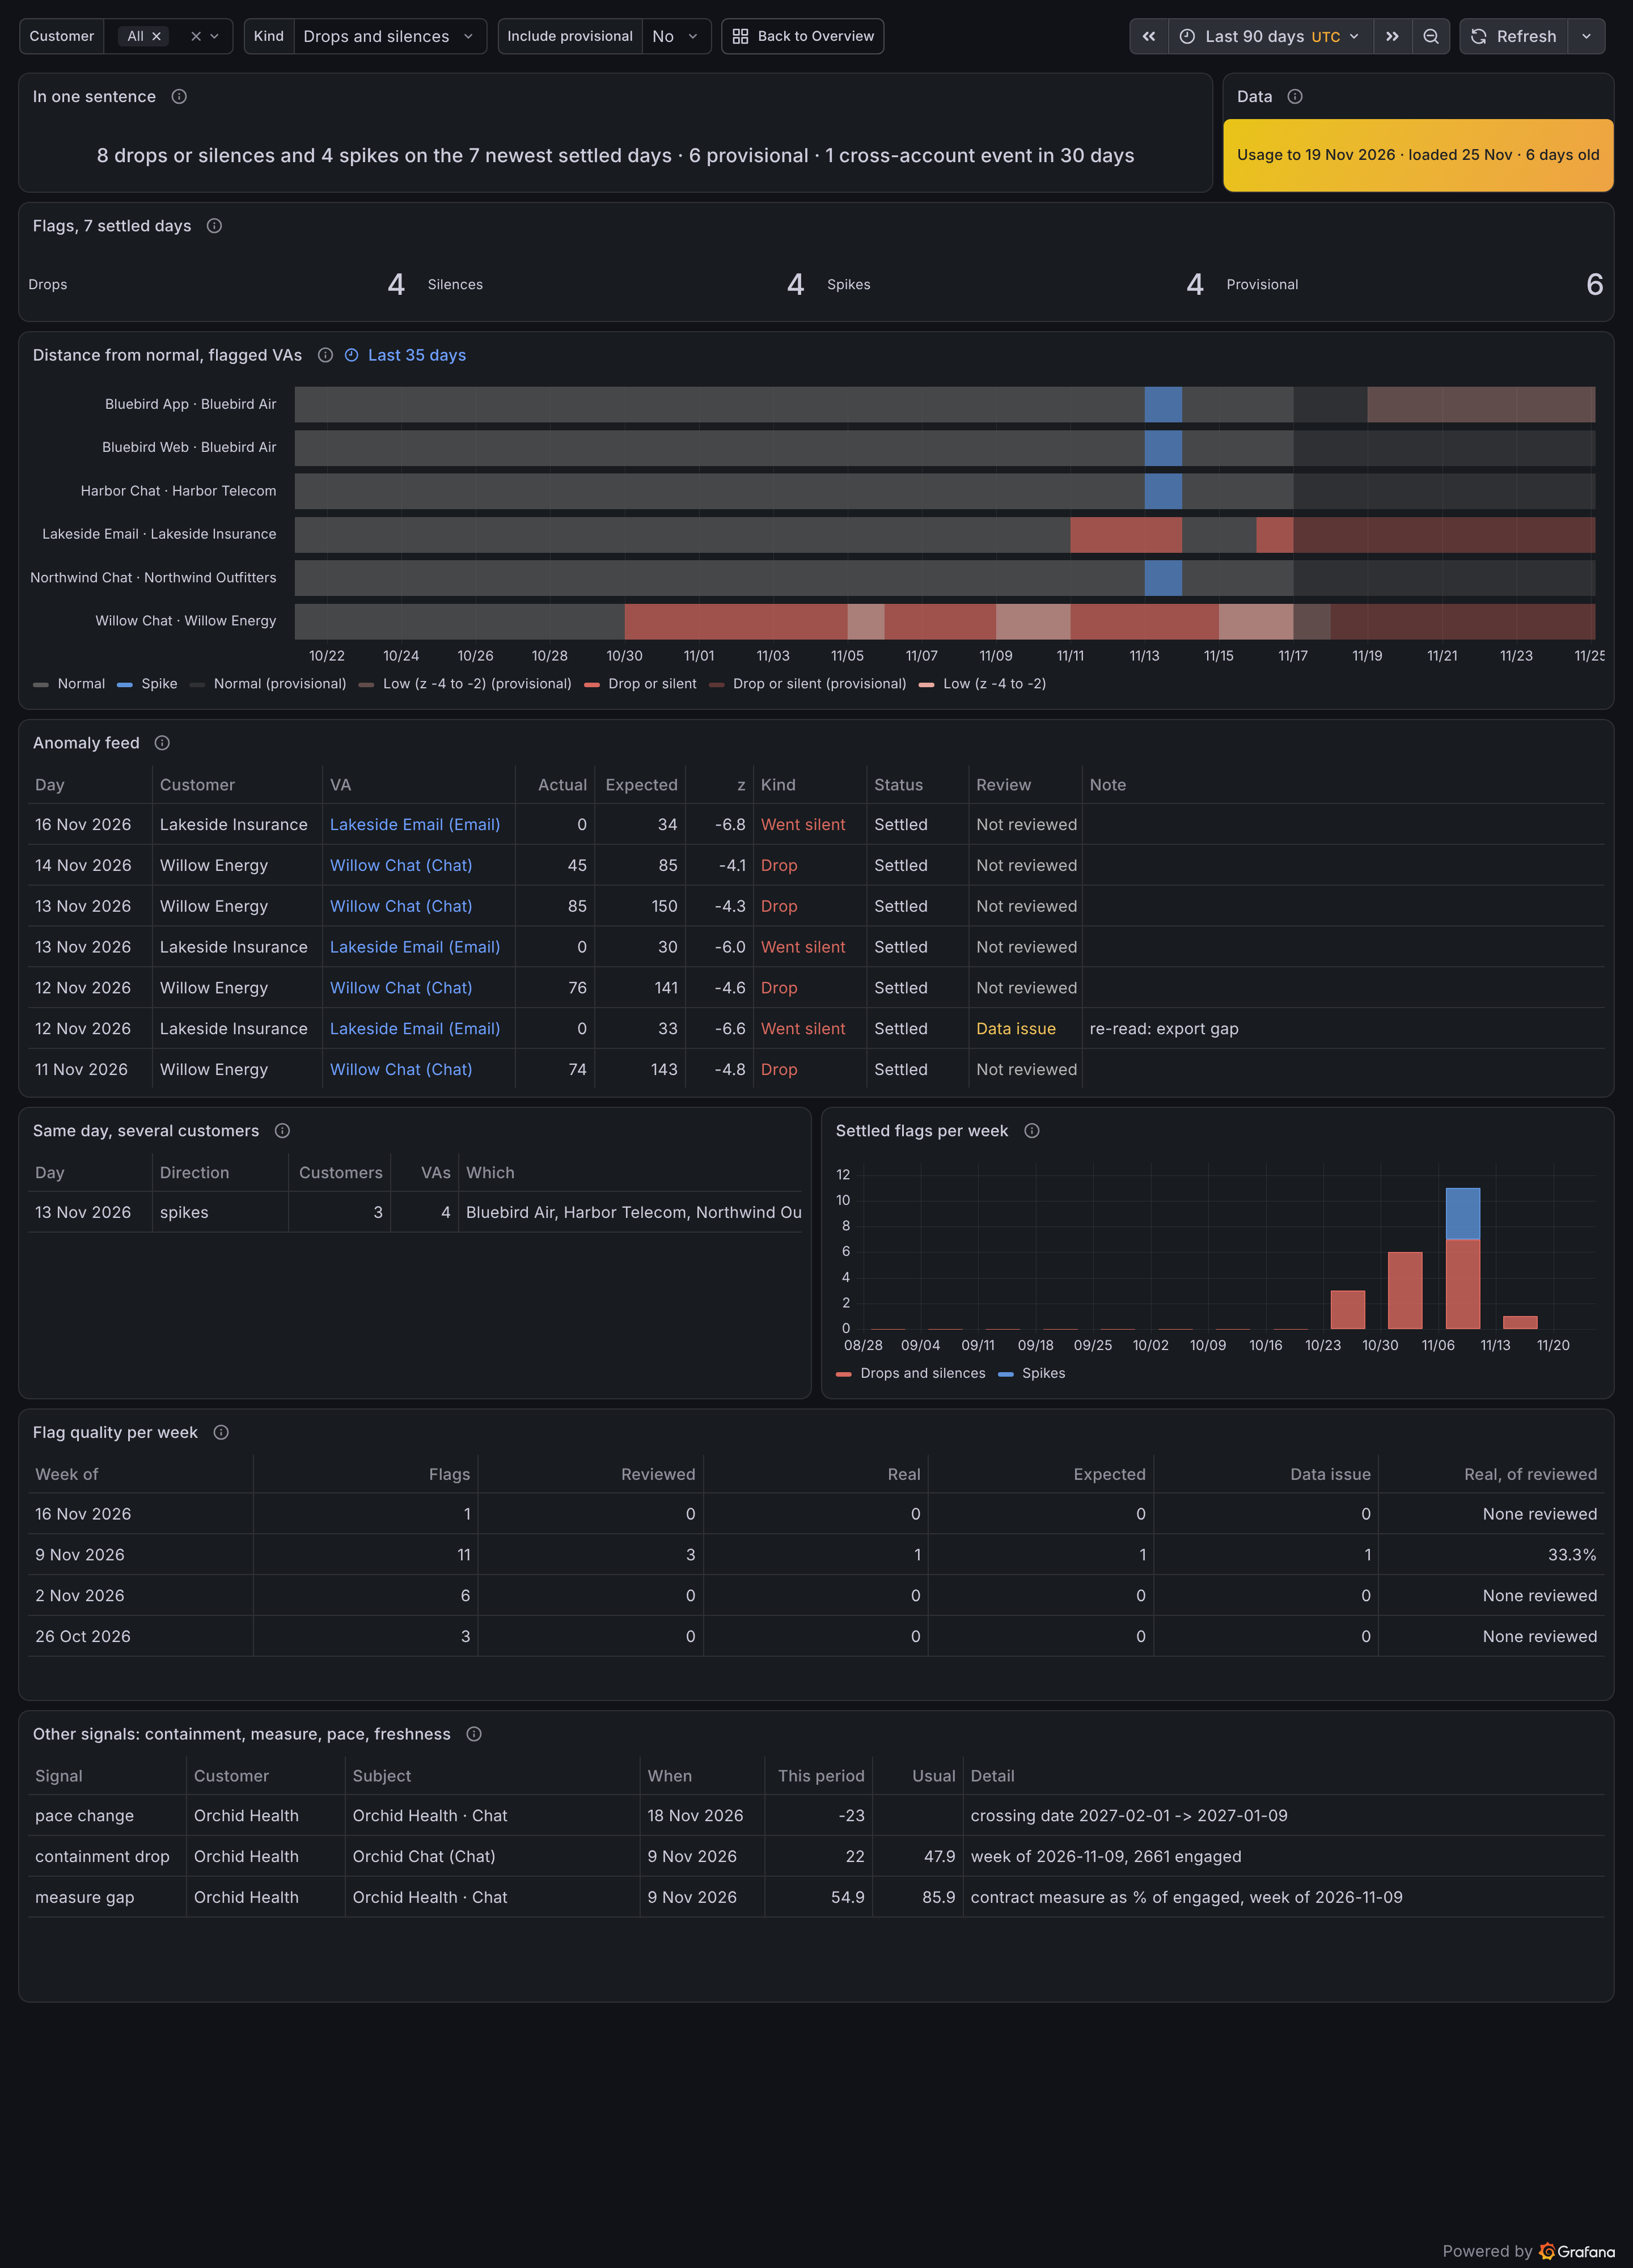 Customer All Kind Drops and silences Include provisional No Back to Overview Last 90 days UTC Refresh
In one sentence
8 drops or silences and 4 spikes on the 7 newest settled days · 6 provisional · 1 cross-account event in 30 days
Data
Usage to 19 Nov 2026 · loaded 25 Nov · 6 days old
Flags, 7 settled days
Drops 4 Silences 4 Spikes 4 Provisional 6
Distance from normal, flagged VAs Last 35 days
Bluebird App · Bluebird Air
Bluebird Web · Bluebird Air
Harbor Chat · Harbor Telecom
Lakeside Email · Lakeside Insurance
Northwind Chat · Northwind Outfitters
Willow Chat · Willow Energy
10/22 10/24 10/26 10/28 10/30 11/01 11/03 11/05 11/07 11/09 11/11 11/13 11/15 11/17 11/19 11/21 11/23 11/25
Normal Spike Normal (provisional) Low (z -4 to -2) (provisional) Drop or silent Drop or silent (provisional) Low (z -4 to -2)
Anomaly feed
Day Customer VA Actual Expected z Kind Status Review Note
16 Nov 2026 Lakeside Insurance Lakeside Email (Email) 0 34 -6.8 Went silent Settled Not reviewed
14 Nov 2026 Willow Energy Willow Chat (Chat) 45 85 -4.1 Drop Settled Not reviewed
13 Nov 2026 Willow Energy Willow Chat (Chat) 85 150 -4.3 Drop Settled Not reviewed
13 Nov 2026 Lakeside Insurance Lakeside Email (Email) 0 30 -6.0 Went silent Settled Not reviewed
12 Nov 2026 Willow Energy Willow Chat (Chat) 76 141 -4.6 Drop Settled Not reviewed
12 Nov 2026 Lakeside Insurance Lakeside Email (Email) 0 33 -6.6 Went silent Settled Data issue re-read: export gap
11 Nov 2026 Willow Energy Willow Chat (Chat) 74 143 -4.8 Drop Settled Not reviewed
Same day, several customers
Day Direction Customers VAs Which
13 Nov 2026 spikes 3 4 Bluebird Air, Harbor Telecom, Northwind Ou
Settled flags per week
12
10
8
6
4
2
0
08/28 09/04 09/11 09/18 09/25 10/02 10/09 10/16 10/23 10/30 11/06 11/13 11/20
Drops and silences Spikes
Flag quality per week
Week of Flags Reviewed Real Expected Data issue Real, of reviewed
16 Nov 2026 1 0 0 0 0 None reviewed
9 Nov 2026 11 3 1 1 1 33.3%
2 Nov 2026 6 0 0 0 0 None reviewed
26 Oct 2026 3 0 0 0 0 None reviewed
Other signals: containment, measure, pace, freshness
Signal Customer Subject When This period Usual Detail
pace change Orchid Health Orchid Health · Chat 18 Nov 2026 -23 crossing date 2027-02-01 -> 2027-01-09
containment drop Orchid Health Orchid Chat (Chat) 9 Nov 2026 22 47.9 week of 2026-11-09, 2661 engaged
measure gap Orchid Health Orchid Health · Chat 9 Nov 2026 54.9 85.9 contract measure as % of engaged, week of 2026-11-09
Powered by Grafana